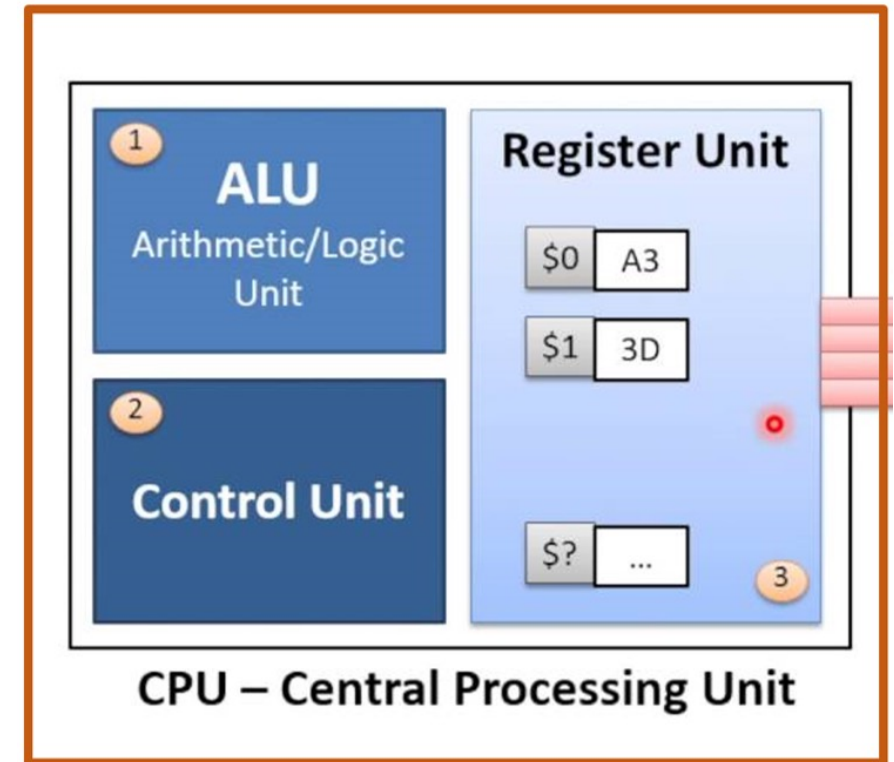 1
ALU
Arithmetic/Logic
Unit
2
Control Unit
Register Unit
$0 A3
$1 3D
$? ...
3
CPU – Central Processing Unit